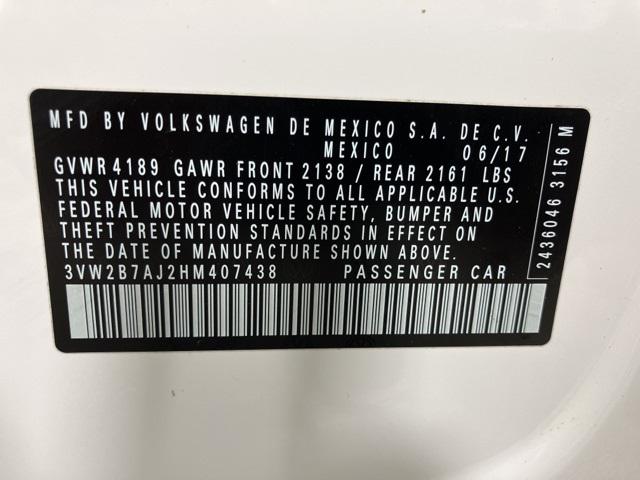 MFD BY VOLKSWAGEN DE MEXICO S.A. DE C.V.
MEXICO 06/17
GVWR 4189 GAWR FRONT 2138 / REAR 2161 LBS
THIS VEHICLE CONFORMS TO ALL APPLICABLE U.S.
FEDERAL MOTOR VEHICLE SAFETY, BUMPER AND
THEFT PREVENTION STANDARDS IN EFFECT ON
THE DATE OF MANUFACTURE SHOWN ABOVE.
3VW2B7AJ2HM407438 PASSENGER CAR
2436046 3156 M